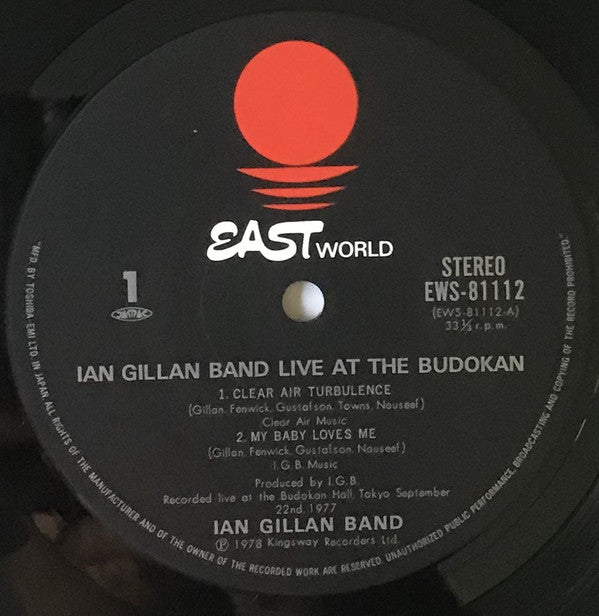 EAST WORLD
1
STEREO
EWS-81112
(EWS-81112-A)
33⅓ r.p.m.
IAN GILLAN BAND LIVE AT THE BUDOKAN
1. CLEAR AIR TURBULENCE
(Gillan, Fenwick, Gustafson, Towns, Nauseef)
Clear Air Music
2. MY BABY LOVES ME
(Gillan, Fenwick, Gustafson, Nauseef)
I.G.B. Music
Produced by I.G.B.
Recorded live at the Budokan Hall, Tokyo September
22nd, 1977
IAN GILLAN BAND
Ⓟ 1978 Kingsway Recorders Ltd.
"MFD. BY TOSHIBA-EMI LTD IN JAPAN ALL RIGHTS OF THE MANUFACTURER AND OF THE OWNER OF THE RECORDED WORK ARE RESERVED. UNAUTHORIZED PUBLIC PERFORMANCE, BROADCASTING AND COPYING OF THE RECORD PROHIBITED."